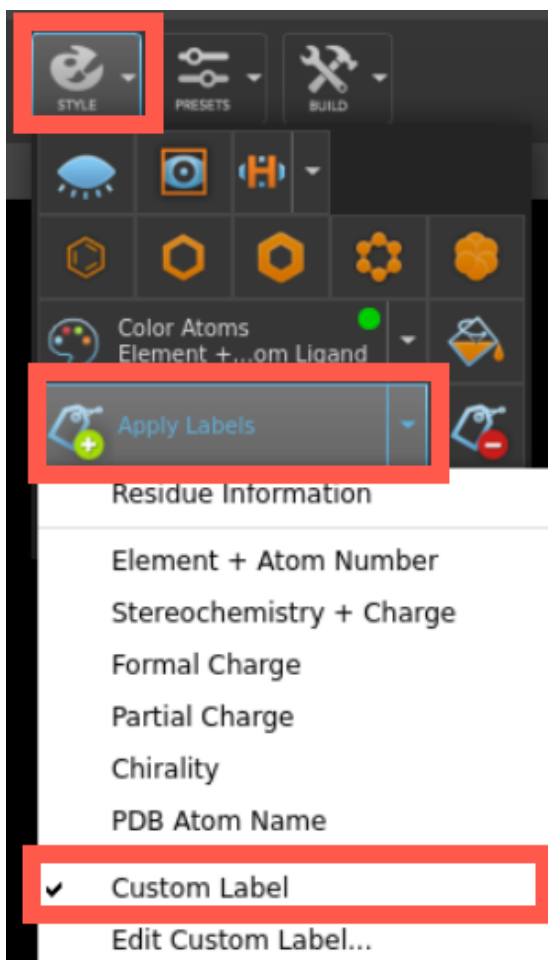 STYLE
PRESETS
BUILD
H
Color Atoms
Element +...om Ligand
Apply Labels
Residue Information
Element + Atom Number
Stereochemistry + Charge
Formal Charge
Partial Charge
Chirality
PDB Atom Name
Custom Label
Edit Custom Label...